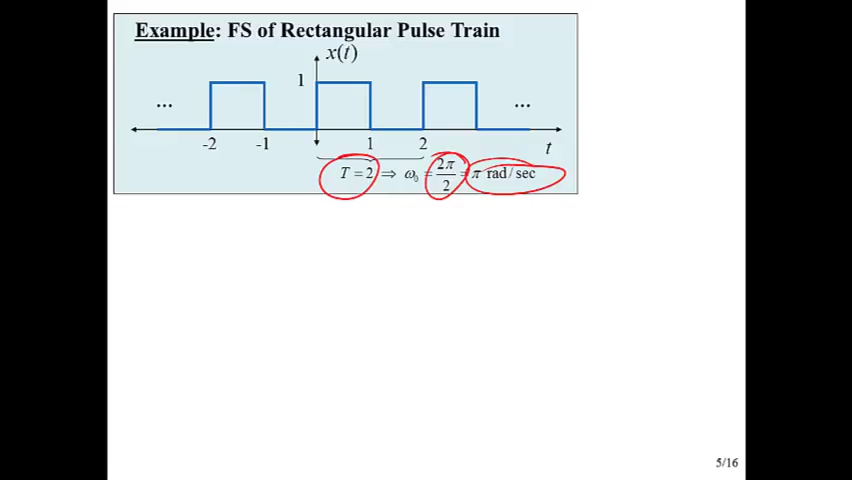 Example: FS of Rectangular Pulse Train
x(t)
1
... ...
-2 -1 1 2 t
T = 2 ⇒ ω₀ = 2π/2 = π rad/sec
5/16